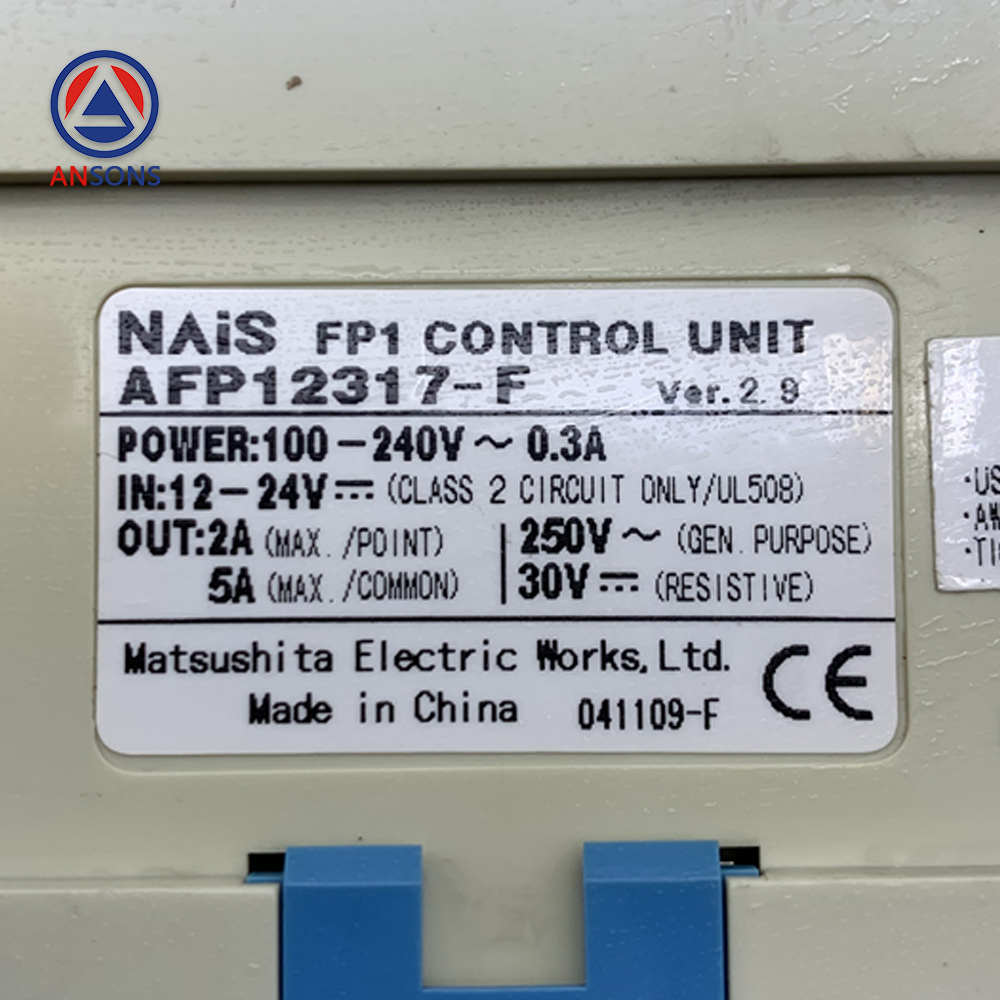 ANSONS
NAiS FP1 CONTROL UNIT
AFP12317-F Ver.2.9
POWER:100-240V~ 0.3A
IN:12-24V⎓(CLASS 2 CIRCUIT ONLY/UL508)
OUT:2A (MAX./POINT) 250V~ (GEN.PURPOSE)
5A (MAX./COMMON) 30V⎓ (RESISTIVE)
Matsushita Electric Works,Ltd. CE
Made in China 041109-F